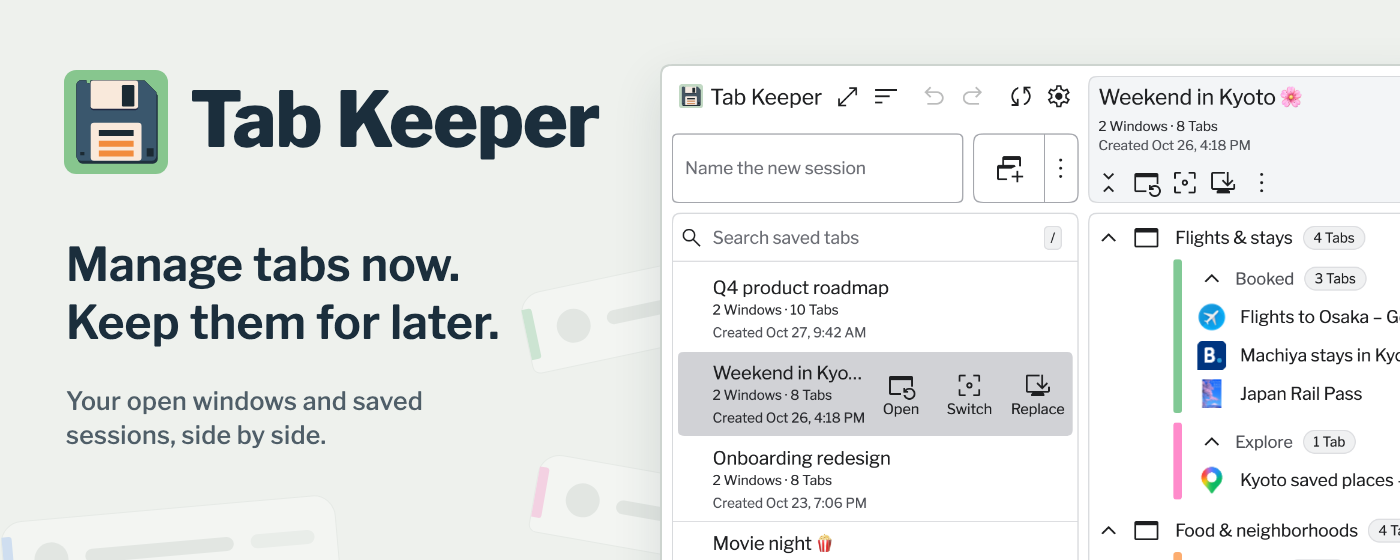 Tab Keeper
Manage tabs now.
Keep them for later.
Your open windows and saved
sessions, side by side.
Tab Keeper
Name the new session
Search saved tabs
/
Q4 product roadmap
2 Windows · 10 Tabs
Created Oct 27, 9:42 AM
Weekend in Kyo...
2 Windows · 8 Tabs
Created Oct 26, 4:18 PM
Open
Switch
Replace
Onboarding redesign
2 Windows · 8 Tabs
Created Oct 23, 7:06 PM
Movie night 🍿
Weekend in Kyoto 🌸
2 Windows · 8 Tabs
Created Oct 26, 4:18 PM
Flights & stays 4 Tabs
Booked 3 Tabs
Flights to Osaka –
B. Machiya stays in
Japan Rail Pass
Explore 1 Tab
Kyoto saved places
Food & neighborhoods 4